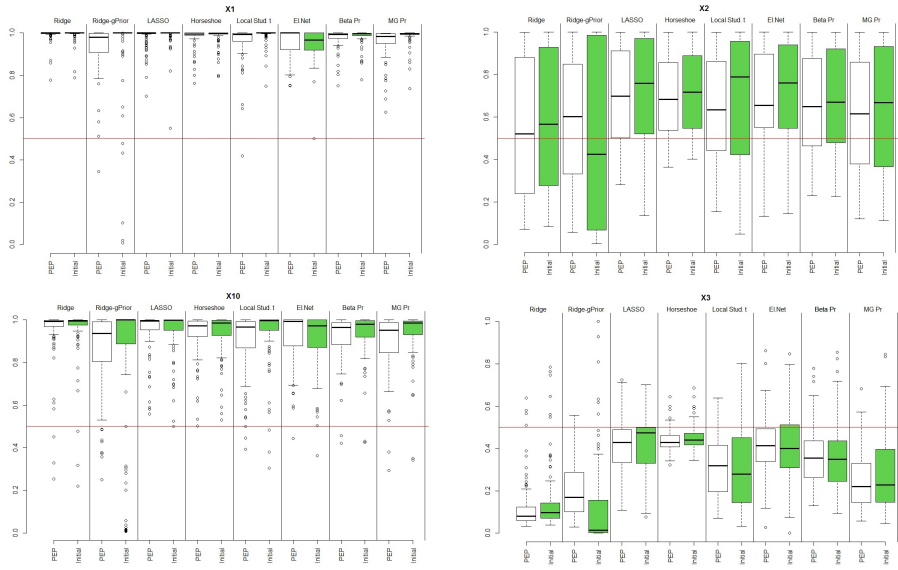 X1
Ridge Ridge-gPrior LASSO Horseshoe Local Stud. t El.Net Beta Pr MG Pr
1.0
0.8
0.6
0.4
0.2
0.0
PEP Initial PEP Initial PEP Initial PEP Initial PEP Initial PEP Initial PEP Initial PEP Initial
X2
Ridge Ridge-gPrior LASSO Horseshoe Local Stud. t El.Net Beta Pr MG Pr
1.0
0.8
0.6
0.4
0.2
0.0
PEP Initial PEP Initial PEP Initial PEP Initial PEP Initial PEP Initial PEP Initial PEP Initial
X10
Ridge Ridge-gPrior LASSO Horseshoe Local Stud. t El.Net Beta Pr MG Pr
1.0
0.8
0.6
0.4
0.2
0.0
PEP Initial PEP Initial PEP Initial PEP Initial PEP Initial PEP Initial PEP Initial PEP Initial
X3
Ridge Ridge-gPrior LASSO Horseshoe Local Stud. t El.Net Beta Pr MG Pr
1.0
0.8
0.6
0.4
0.2
0.0
PEP Initial PEP Initial PEP Initial PEP Initial PEP Initial PEP Initial PEP Initial PEP Initial